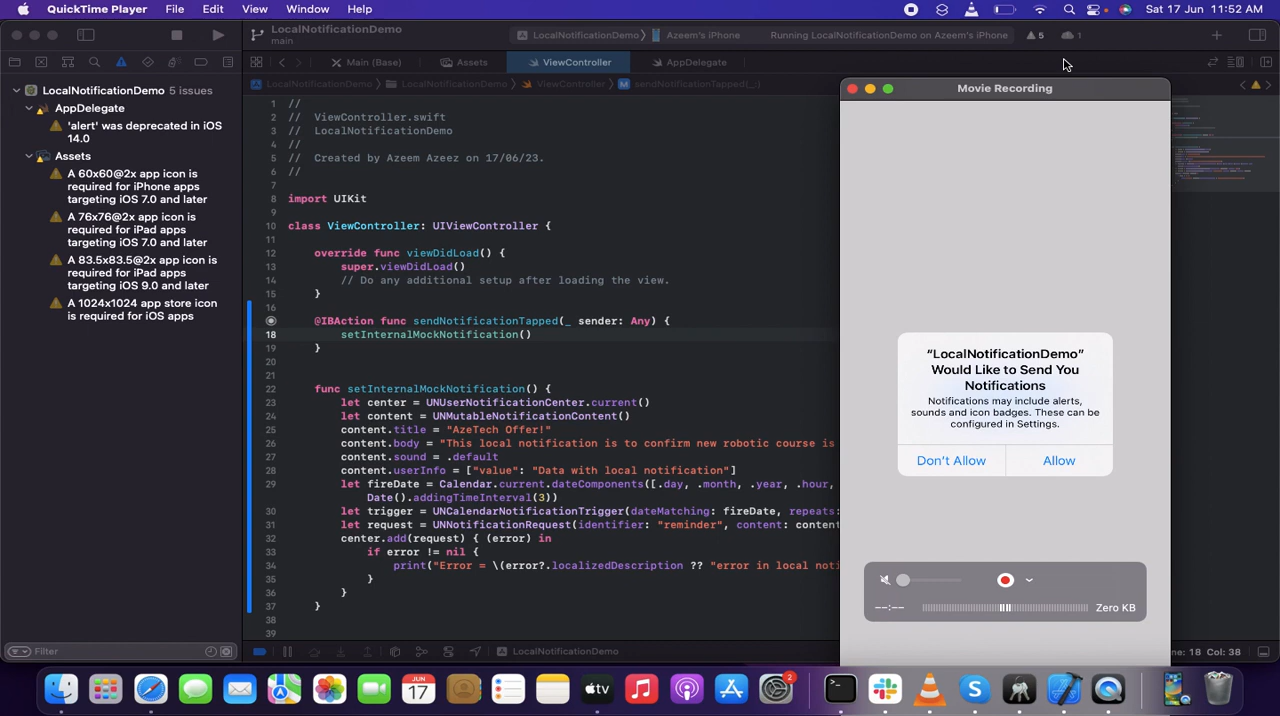 QuickTime Player File Edit View Window Help
Sat 17 Jun 11:52 AM
LocalNotificationDemo
main
LocalNotificationDemo Azeem's iPhone
Running LocalNotificationDemo on Azeem's iPhone
5
1
Main (Base)
Assets
ViewController
AppDelegate
LocalNotificationDemo
LocalNotificationDemo
ViewController
M sendNotificationTapped(_:)
LocalNotificationDemo 5 issues
AppDelegate
'alert' was deprecated in iOS
14.0
Assets
A 60x60@2x app icon is
required for iPhone apps
targeting iOS 7.0 and later
A 76x76@2x app icon is
required for iPad apps
targeting iOS 7.0 and later
A 83.5x83.5@2x app icon is
required for iPad apps
targeting iOS 9.0 and later
A 1024x1024 app store icon
is required for iOS apps
Filter
1 //
2 // ViewController.swift
3 // LocalNotificationDemo
4 //
5 // Created by Azeem Azeez on 17/06/23.
6 //
7
8 import UIKit
9
10 class ViewController: UIViewController {
11
12 override func viewDidLoad() {
13 super.viewDidLoad()
14 // Do any additional setup after loading the view.
15 }
16
@IBAction func sendNotificationTapped(_ sender: Any) {
18 setInternalMockNotification()
19 }
20
21
22 func setInternalMockNotification() {
23 let center = UNUserNotificationCenter.current()
24 let content = UNMutableNotificationContent()
25 content.title = "AzeTech Offer!"
26 content.body = "This local notification is to confirm new robotic course is
27 content.sound = .default
28 content.userInfo = ["value": "Data with local notification"]
29 let fireDate = Calendar.current.dateComponents([.day, .month, .year, .hour,
Date().addingTimeInterval(3))
30 let trigger = UNCalendarNotificationTrigger(dateMatching: fireDate, repeats:
31 let request = UNNotificationRequest(identifier: "reminder", content: content
32 center.add(request) { (error) in
33 if error != nil {
34 print("Error = \(error?.localizedDescription ?? "error in local noti
35 }
36 }
37 }
38
39
LocalNotificationDemo
ne: 18 Col: 38
Movie Recording
“LocalNotificationDemo”
Would Like to Send You
Notifications
Notifications may include alerts,
sounds and icon badges. These can be
configured in Settings.
Don’t Allow
Allow
--:--
Zero KB
JUN
17
tv
2